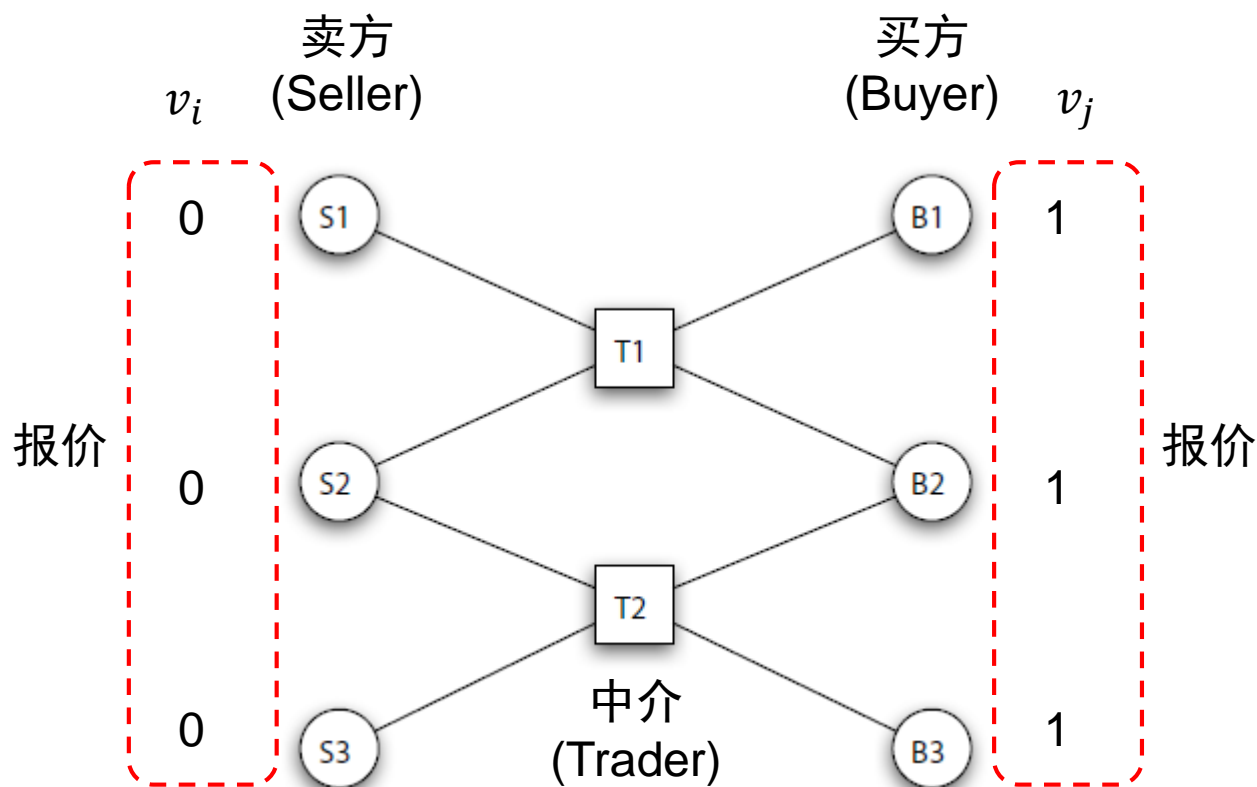 卖方
(Seller)
买方
(Buyer)
v_i
v_j
0
S1
B1
1
T1
报价
0
S2
B2
1
报价
T2
中介
(Trader)
0
S3
B3
1